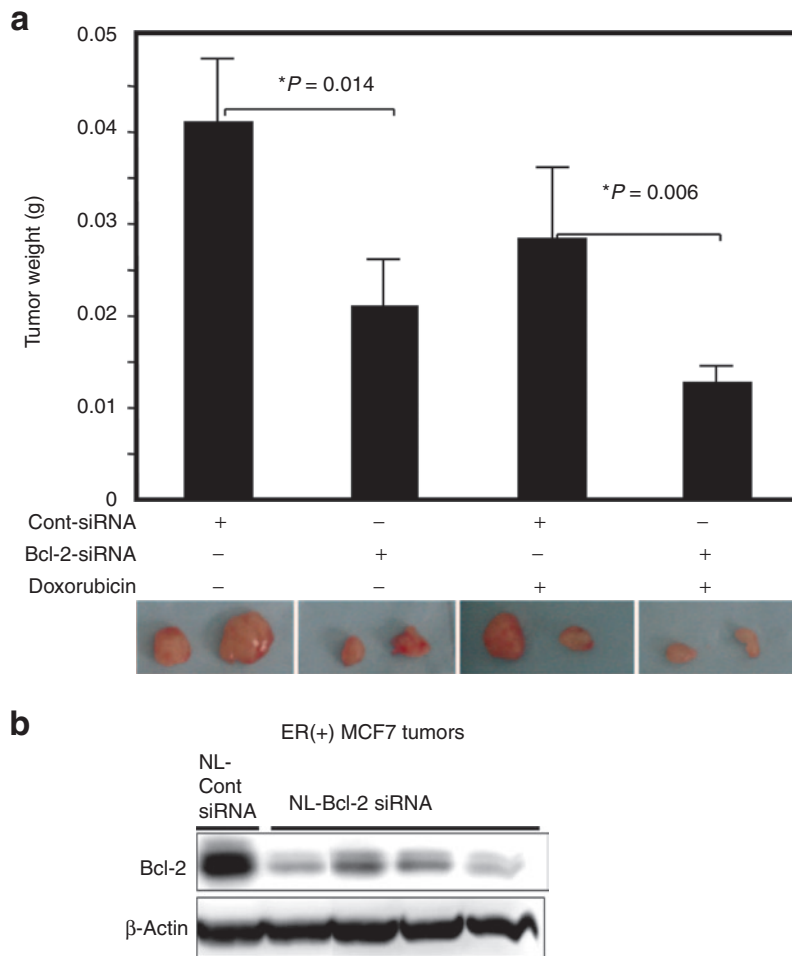 a
0.05
0.04
0.03
0.02
0.01
0
Tumor weight (g)
*P = 0.014
*P = 0.006
Cont-siRNA + − + −
Bcl-2-siRNA − + − +
Doxorubicin − − + +
b
ER(+) MCF7 tumors
NL-
Cont
siRNA
NL-Bcl-2 siRNA
Bcl-2
β-Actin